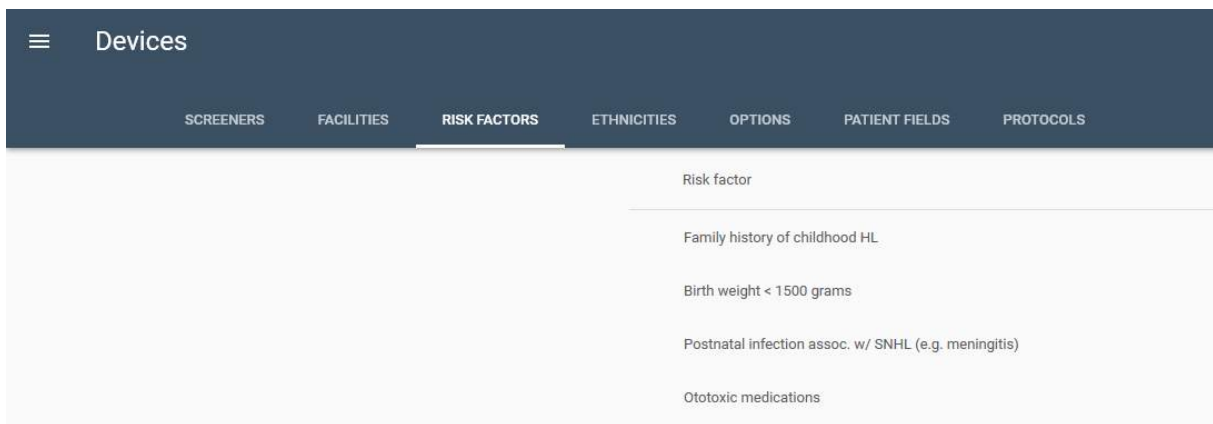 Devices
SCREENERS FACILITIES RISK FACTORS ETHNICITIES OPTIONS PATIENT FIELDS PROTOCOLS
Risk factor
Family history of childhood HL
Birth weight < 1500 grams
Postnatal infection assoc. w/ SNHL (e.g. meningitis)
Ototoxic medications